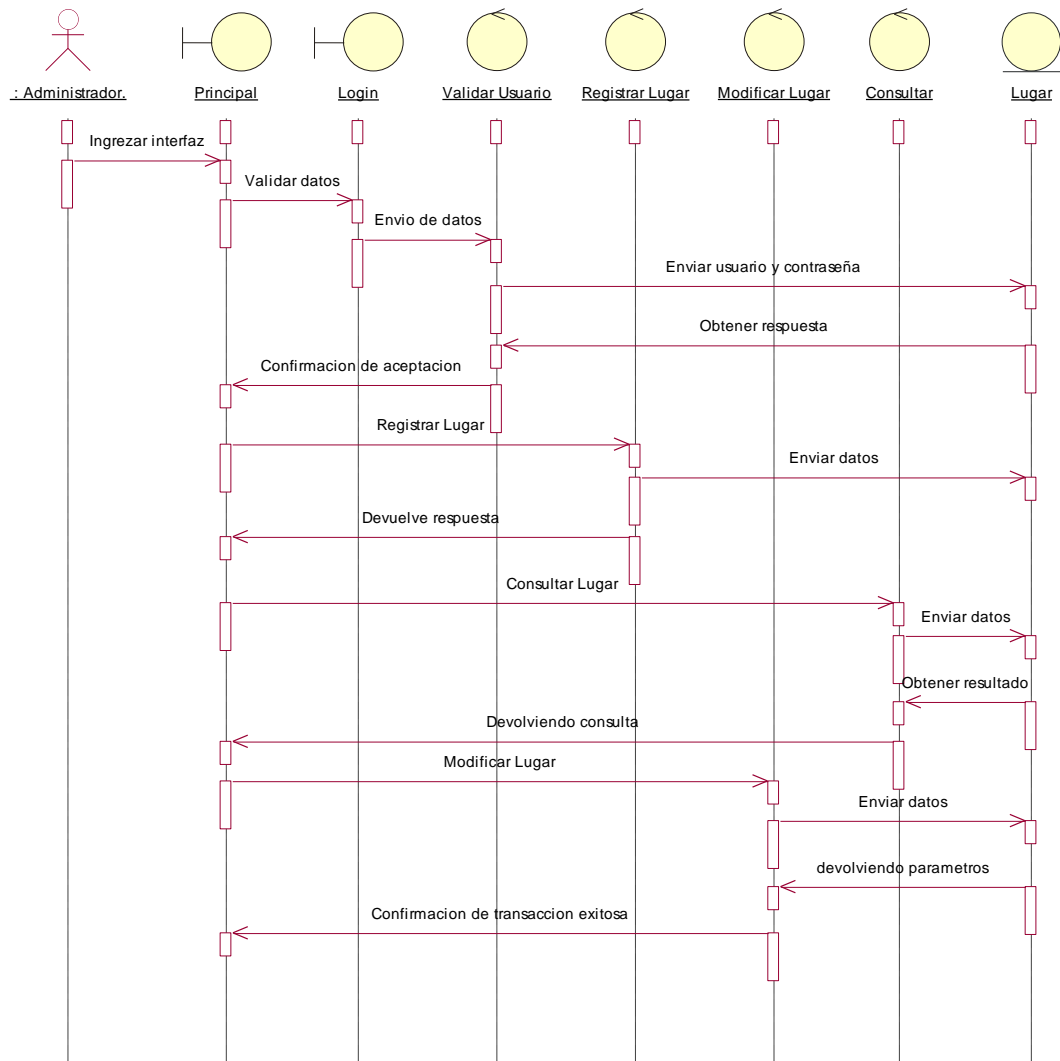 : Administrador.
Principal
Login
Validar Usuario
Registrar Lugar
Modificar Lugar
Consultar
Lugar
Ingrezar interfaz
Validar datos
Envio de datos
Enviar usuario y contraseña
Obtener respuesta
Confirmacion de aceptacion
Registrar Lugar
Enviar datos
Devuelve respuesta
Consultar Lugar
Enviar datos
Obtener resultado
Devolviendo consulta
Modificar Lugar
Enviar datos
devolviendo parametros
Confirmacion de transaccion exitosa